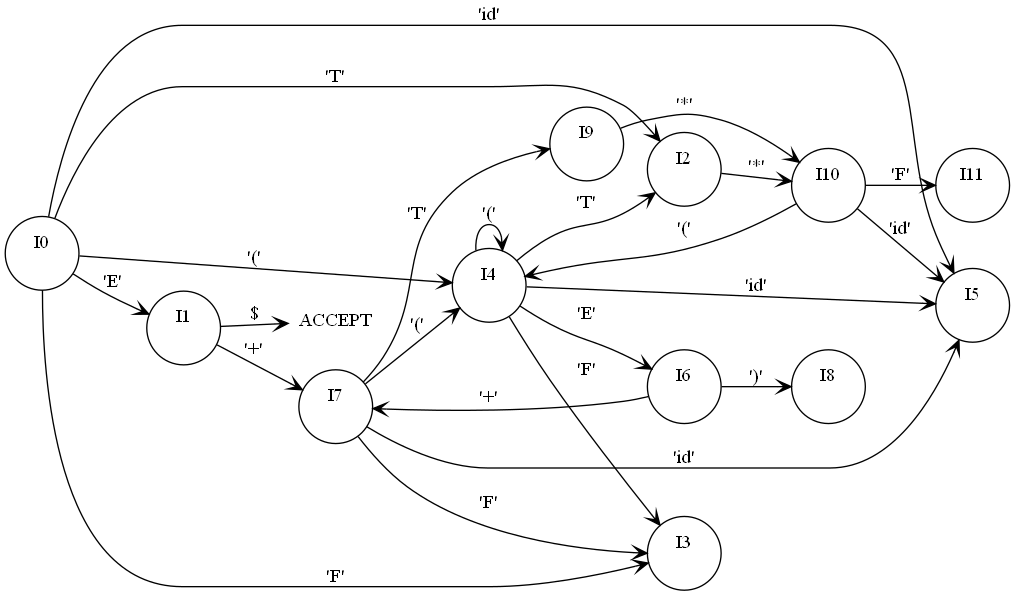 'id'
'T'
'*'
I9
I2
'*'
I10
'F'
I11
'T'
'('
'T'
'('
'id'
I0
'('
'E'
I4
'id'
I5
I1
$
ACCEPT
'('
'E'
'+'
'F'
I6
')'
I8
I7
'+'
'id'
'F'
I3
'F'